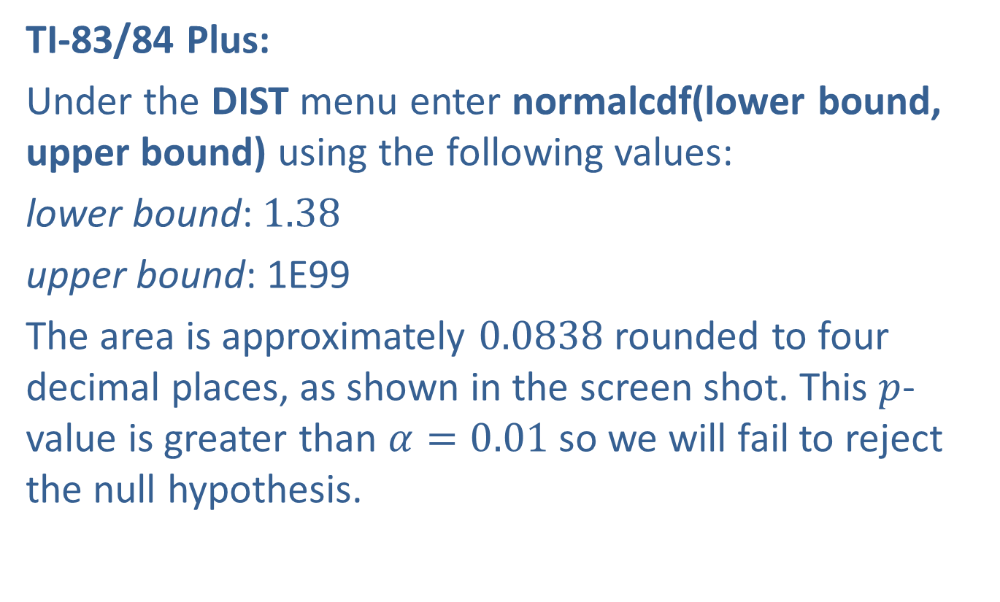 TI-83/84 Plus:
Under the DIST menu enter normalcdf(lower bound,
upper bound) using the following values:
lower bound: 1.38
upper bound: 1E99
The area is approximately 0.0838 rounded to four
decimal places, as shown in the screen shot. This p-
value is greater than α = 0.01 so we will fail to reject
the null hypothesis.